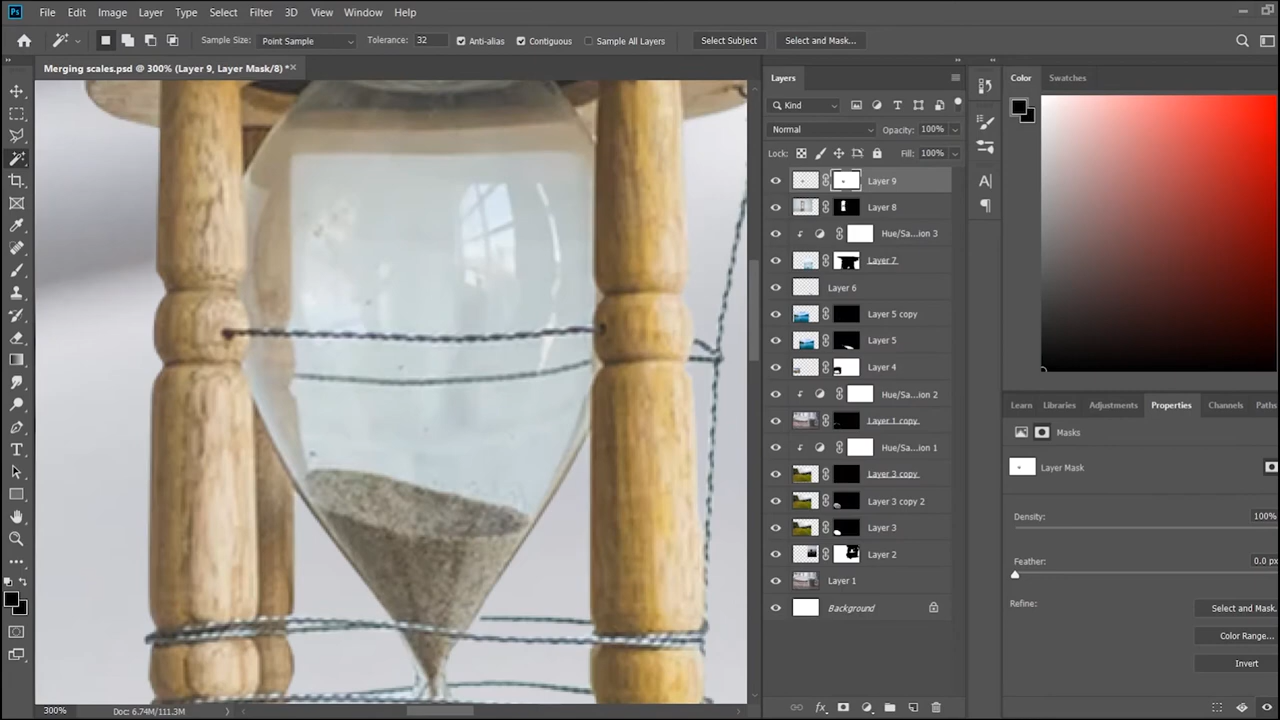 Ps File Edit Image Layer Type Select Filter 3D View Window Help
Sample Size: Point Sample Tolerance: 32 Anti-alias Contiguous Sample All Layers Select Subject Select and Mask...
Merging scales.psd @ 300% (Layer 9, Layer Mask/8) *
Layers
Color Swatches
Kind
Normal Opacity: 100%
Lock: Fill: 100%
Layer 9
Layer 8
Hue/Sa...ion 3
Layer 7
Layer 6
Layer 5 copy
Layer 5
Layer 4
Hue/Sa...ion 2
Layer 1 copy
Hue/Sa...ion 1
Layer 3 copy
Layer 3 copy 2
Layer 3
Layer 2
Layer 1
Background
Learn Libraries Adjustments Properties Channels Paths
Masks
Layer Mask
Density: 100%
Feather: 0.0 px
Refine: Select and Mask
Color Range...
Invert
300% Doc: 6.74M/111.3M
fx